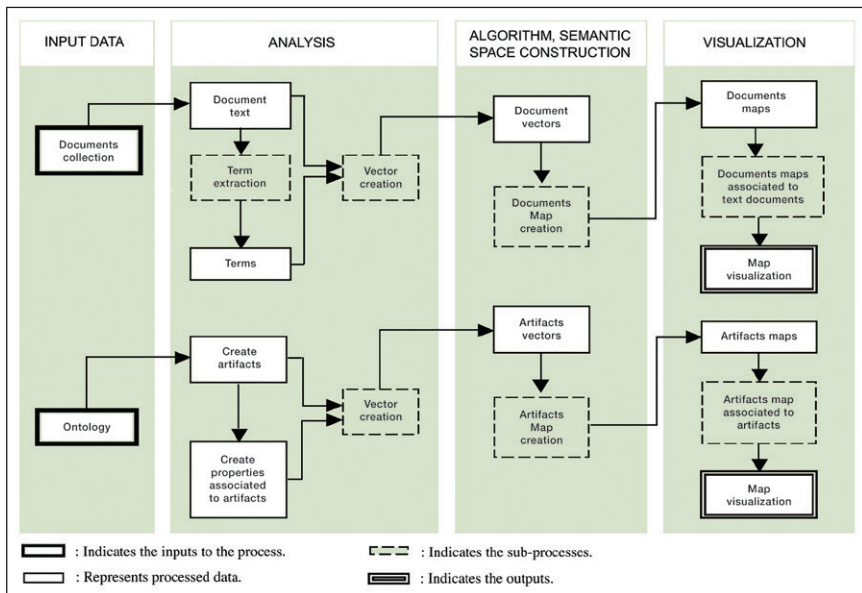 INPUT DATA
ANALYSIS
ALGORITHM, SEMANTIC
SPACE CONSTRUCTION
VISUALIZATION
Documents
collection
Document
text
Term
extraction
Terms
Vector
creation
Document
vectors
Documents
Map
creation
Documents
maps
Documents maps
associated to
text documents
Map
visualization
Ontology
Create
artifacts
Create
properties
associated
to artifacts
Vector
creation
Artifacts
vectors
Artifacts
Map
creation
Artifacts maps
Artifacts map
associated to
artifacts
Map
visualization
: Indicates the inputs to the process.
: Indicates the sub-processes.
: Represents processed data.
: Indicates the outputs.